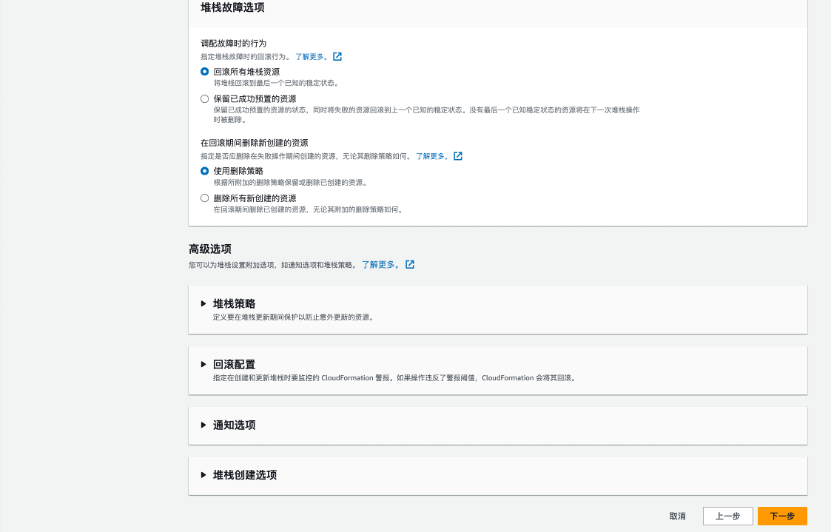 堆栈故障选项
调配故障时的行为
指定堆栈故障时的回滚行为。 了解更多。
回滚所有堆栈资源
将堆栈回滚到最后一个已知的稳定状态。
保留已成功预置的资源
保留已成功预置的资源的状态，同时将失败的资源回滚到上一个已知的稳定状态。没有最后一个已知稳定状态的资源将在下一次堆栈操作
时被删除。
在回滚期间删除新创建的资源
指定是否应删除在失败操作期间创建的资源，无论其删除策略如何。 了解更多。
使用删除策略
根据所附加的删除策略保留或删除已创建的资源。
删除所有新创建的资源
在回滚期间删除已创建的资源，无论其附加的删除策略如何。
高级选项
您可以为堆栈设置附加选项，如通知选项和堆栈策略。 了解更多。
堆栈策略
定义要在堆栈更新期间保护以防止意外更新的资源。
回滚配置
指定在创建和更新堆栈时要监控的 CloudFormation 警报。如果操作违反了警报阈值，CloudFormation 会将其回滚。
通知选项
堆栈创建选项
取消 上一步 下一步